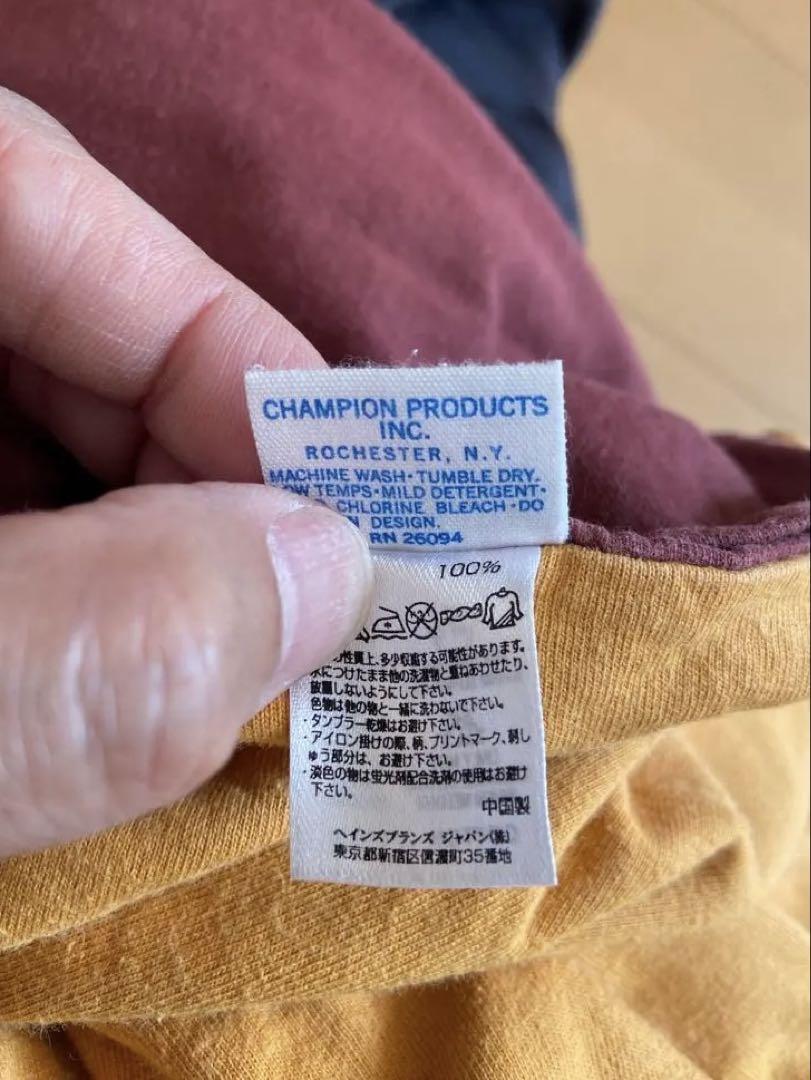 CHAMPION PRODUCTS
INC.
ROCHESTER, N.Y.
MACHINE WASH·TUMBLE DRY.
TEMPS·MILD DETERGENT·
CHLORINE BLEACH·DO
DESIGN.
RN 26094
100%
性質上、多少収縮する可能性があります。
水につけたまま他の洗濯物と重ねあわせたり、
放置しないようにして下さい。
色物は他の物と一緒に洗わないで下さい。
・タンブラー乾燥はお避け下さい。
・アイロン掛けの際、柄、プリントマーク、刺し
ゅう部分は、お避け下さい。
・淡色の物は蛍光剤配合洗剤の使用はお避け
下さい。
中国製
ヘインズブランズ ジャパン(株)
東京都新宿区信濃町35番地